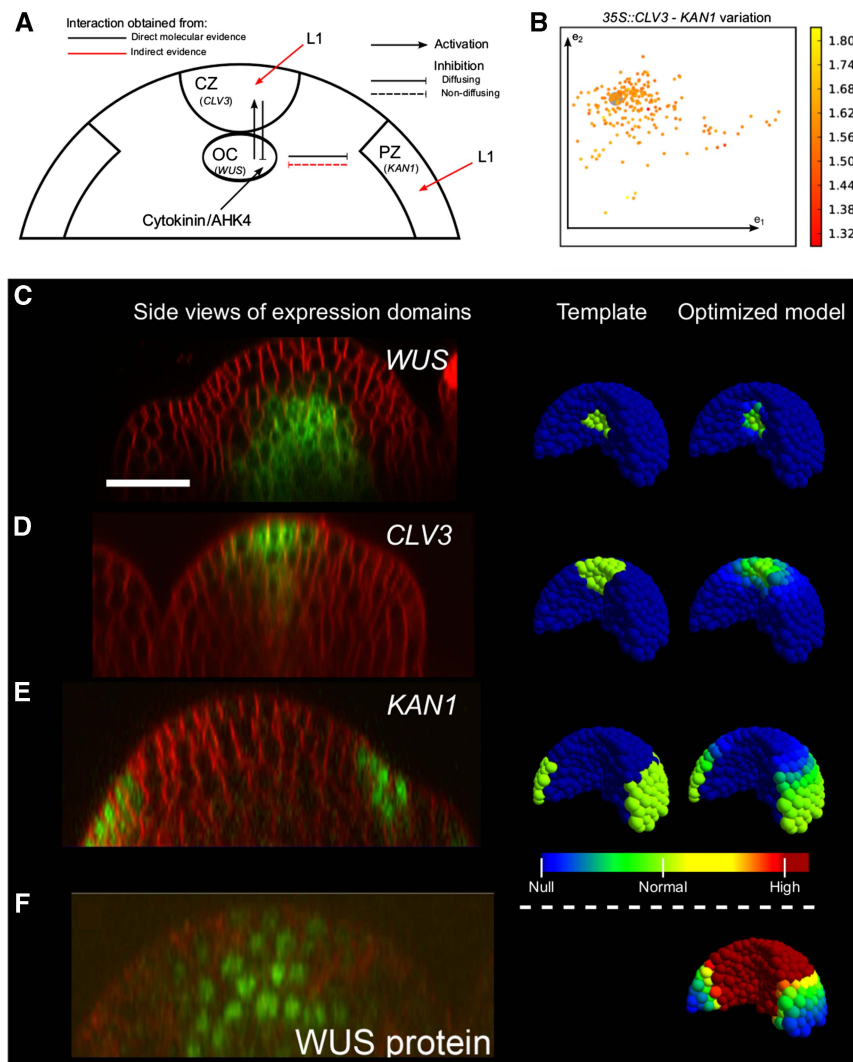 A
Interaction obtained from:
Direct molecular evidence
Indirect evidence
L1
Activation
Inhibition
Diffusing
Non-diffusing
CZ
(CLV3)
OC
(WUS)
PZ
(KAN1)
L1
Cytokinin/AHK4
B
35S::CLV3 - KAN1 variation
e2
e1
1.80
1.74
1.68
1.62
1.56
1.50
1.44
1.38
1.32
C
Side views of expression domains
Template
Optimized model
WUS
D
CLV3
E
KAN1
Null
Normal
High
F
WUS protein